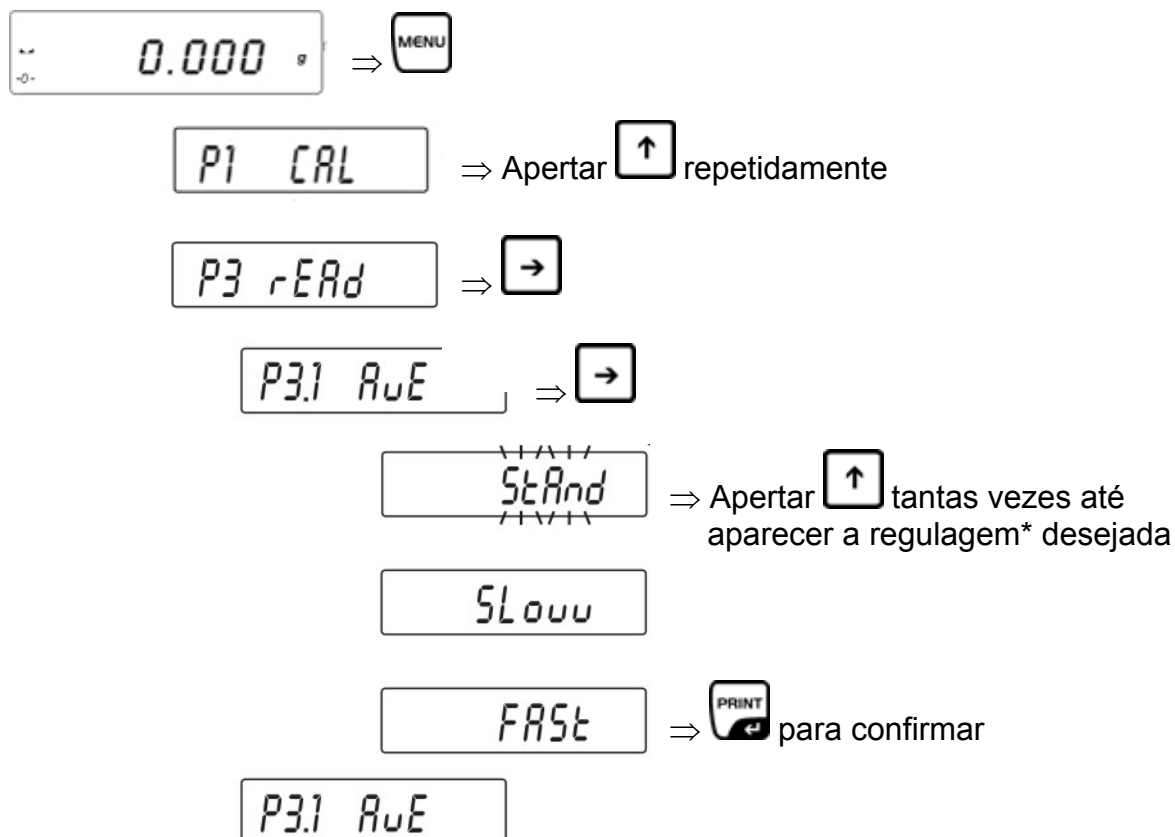 -0- 0.000 g ⇒ MENU
P1 CAL ⇒ Apertar ↑ repetidamente
P3 rEAd ⇒ →
P3.1 AvE ⇒ →
StAnd ⇒ Apertar ↑ tantas vezes até
aparecer a regulagem* desejada
SLouu
FASt ⇒ PRINT para confirmar
P3.1 AvE